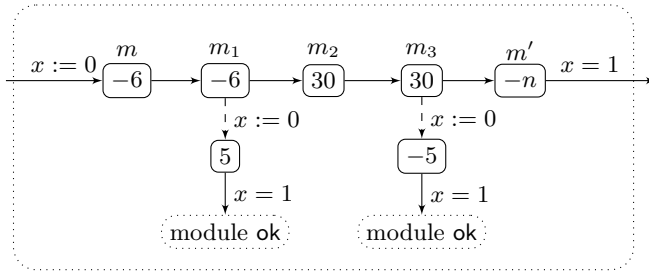 m m₁ m₂ m₃ m′
x := 0 −6 −6 30 30 −n x = 1
x := 0 x := 0
5 −5
x = 1 x = 1
module ok module ok